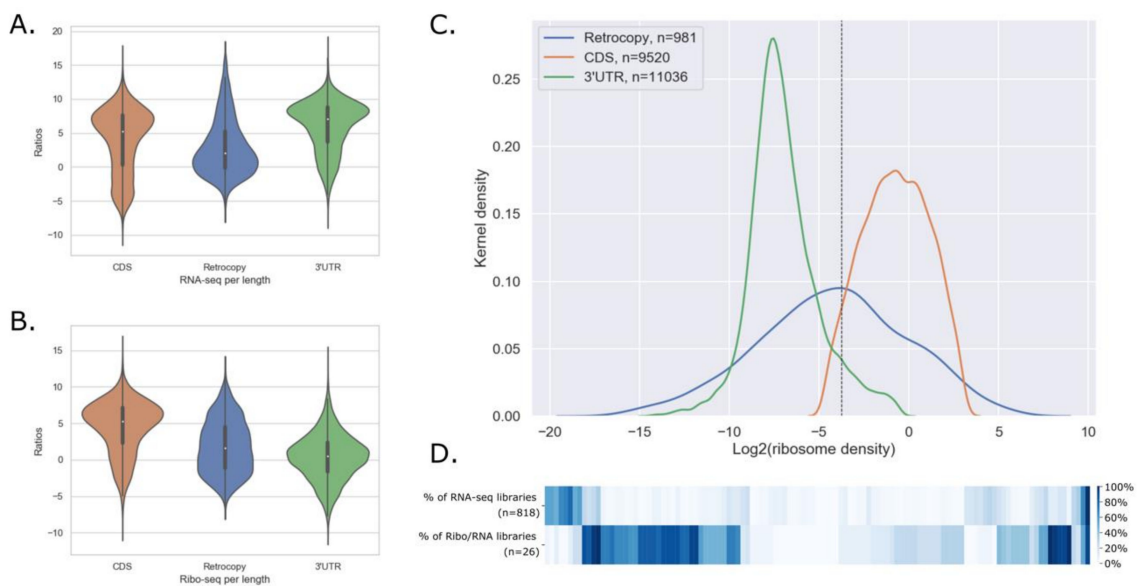 A.
20
15
10
5
0
−5
−10
Ratios
CDS
Retrocopy
3'UTR
RNA-seq per length
B.
15
10
5
0
−5
−10
Ratios
CDS
Retrocopy
3'UTR
Ribo-seq per length
C.
Retrocopy, n=981
CDS, n=9520
3'UTR, n=11036
0.25
0.20
0.15
0.10
0.05
0.00
Kernel density
−20
−15
−10
−5
0
5
10
Log2(ribosome density)
D.
% of RNA-seq libraries
(n=818)
% of Ribo/RNA libraries
(n=26)
100%
80%
60%
40%
20%
0%